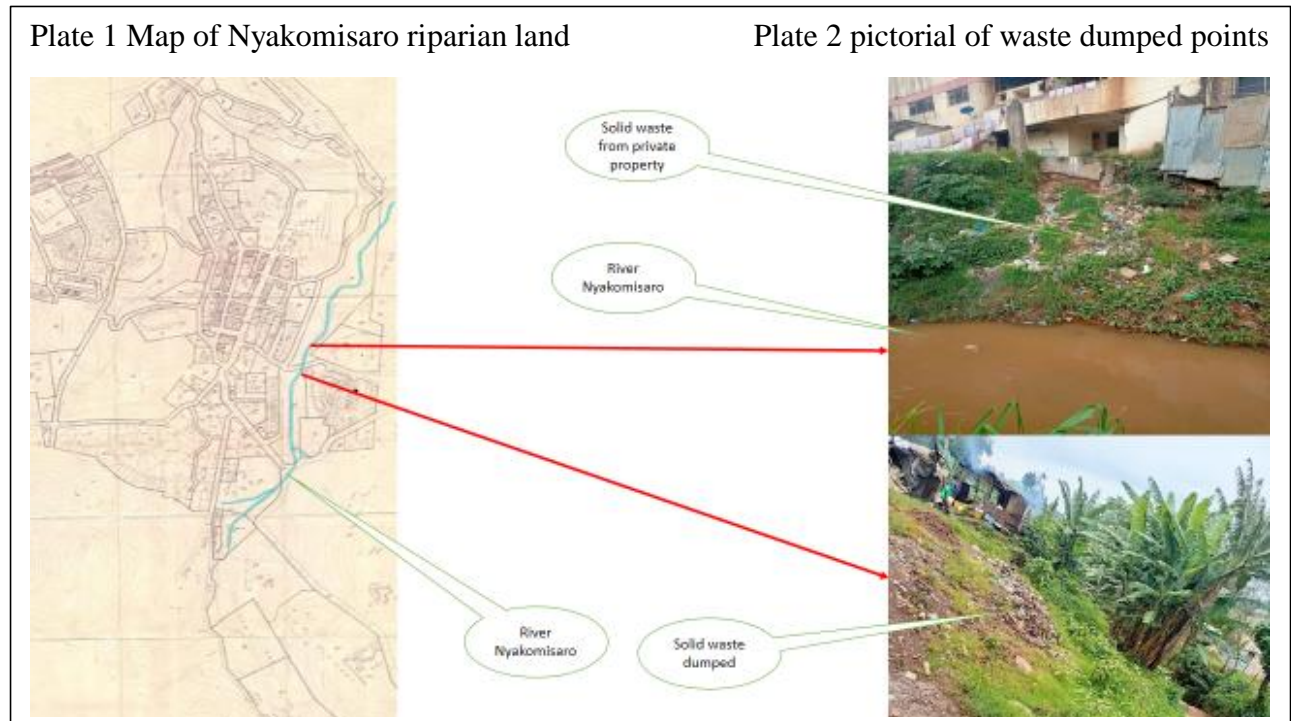 Plate 1 Map of Nyakomisaro riparian land
Plate 2 pictorial of waste dumped points
Solid waste
from private
property
River
Nyakomisaro
River
Nyakomisaro
Solid waste
dumped